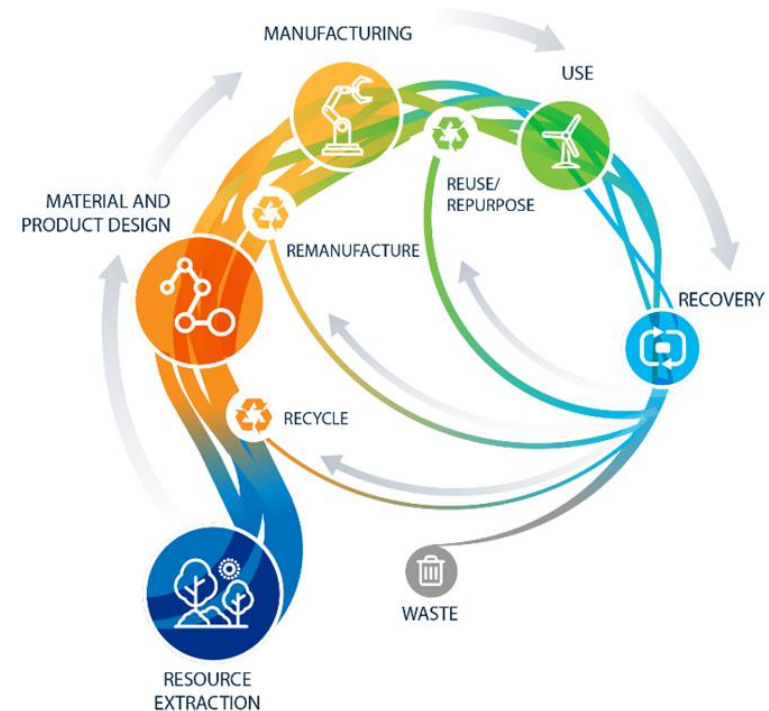 MANUFACTURING
USE
MATERIAL AND
PRODUCT DESIGN
REUSE/
REPURPOSE
REMANUFACTURE
RECOVERY
RECYCLE
WASTE
RESOURCE
EXTRACTION